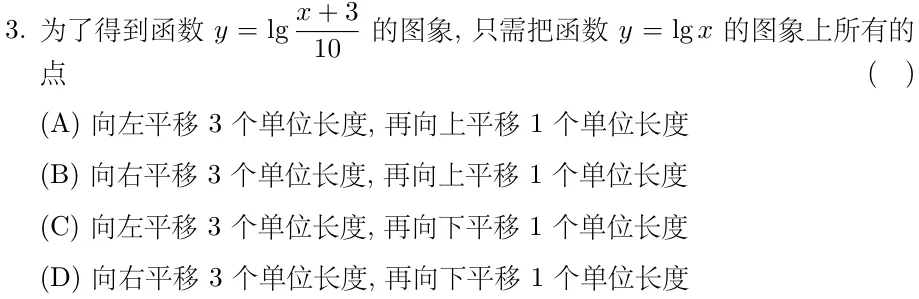 3. 为了得到函数 y = lg (x + 3)/10 的图象, 只需把函数 y = lg x 的图象上所有的
点 ( )
(A) 向左平移 3 个单位长度, 再向上平移 1 个单位长度
(B) 向右平移 3 个单位长度, 再向上平移 1 个单位长度
(C) 向左平移 3 个单位长度, 再向下平移 1 个单位长度
(D) 向右平移 3 个单位长度, 再向下平移 1 个单位长度